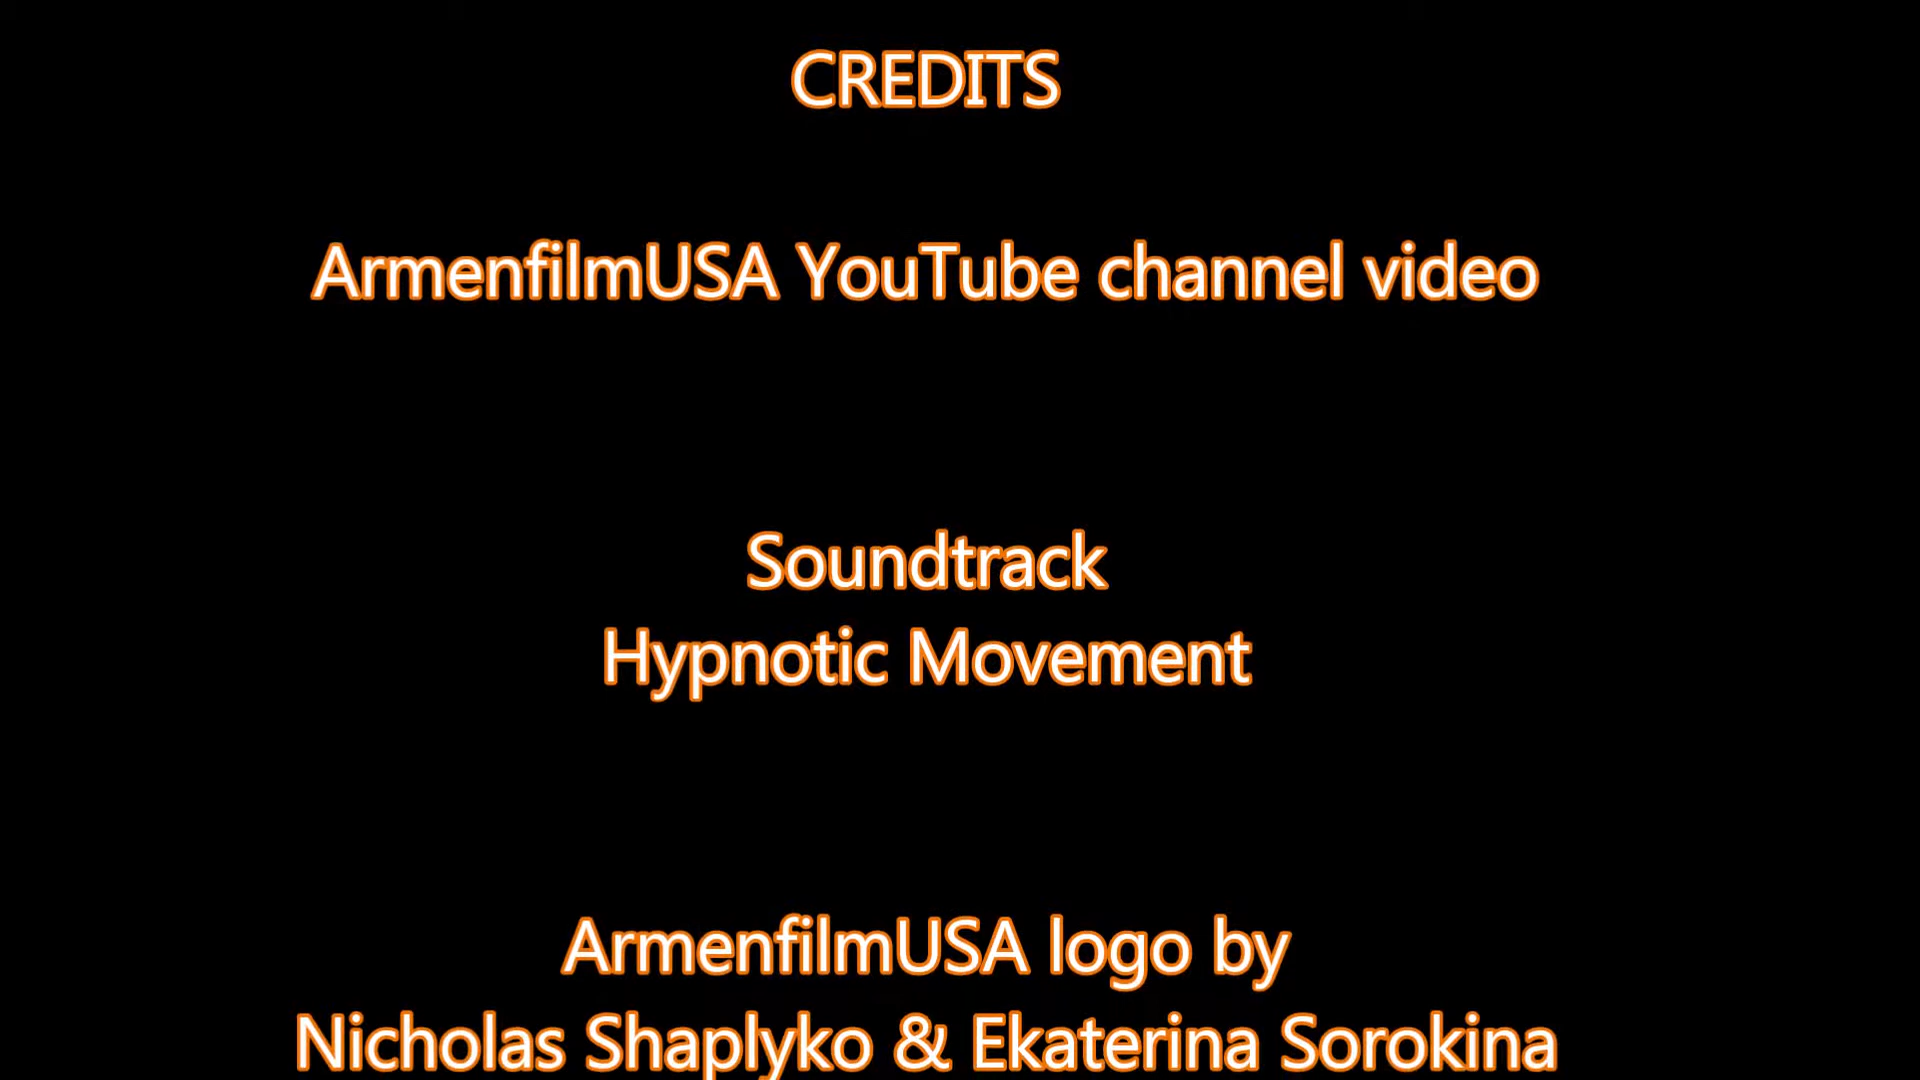 CREDITS
ArmenfilmUSA YouTube channel video
Soundtrack
Hypnotic Movement
ArmenfilmUSA logo by
Nicholas Shaplyko & Ekaterina Sorokina